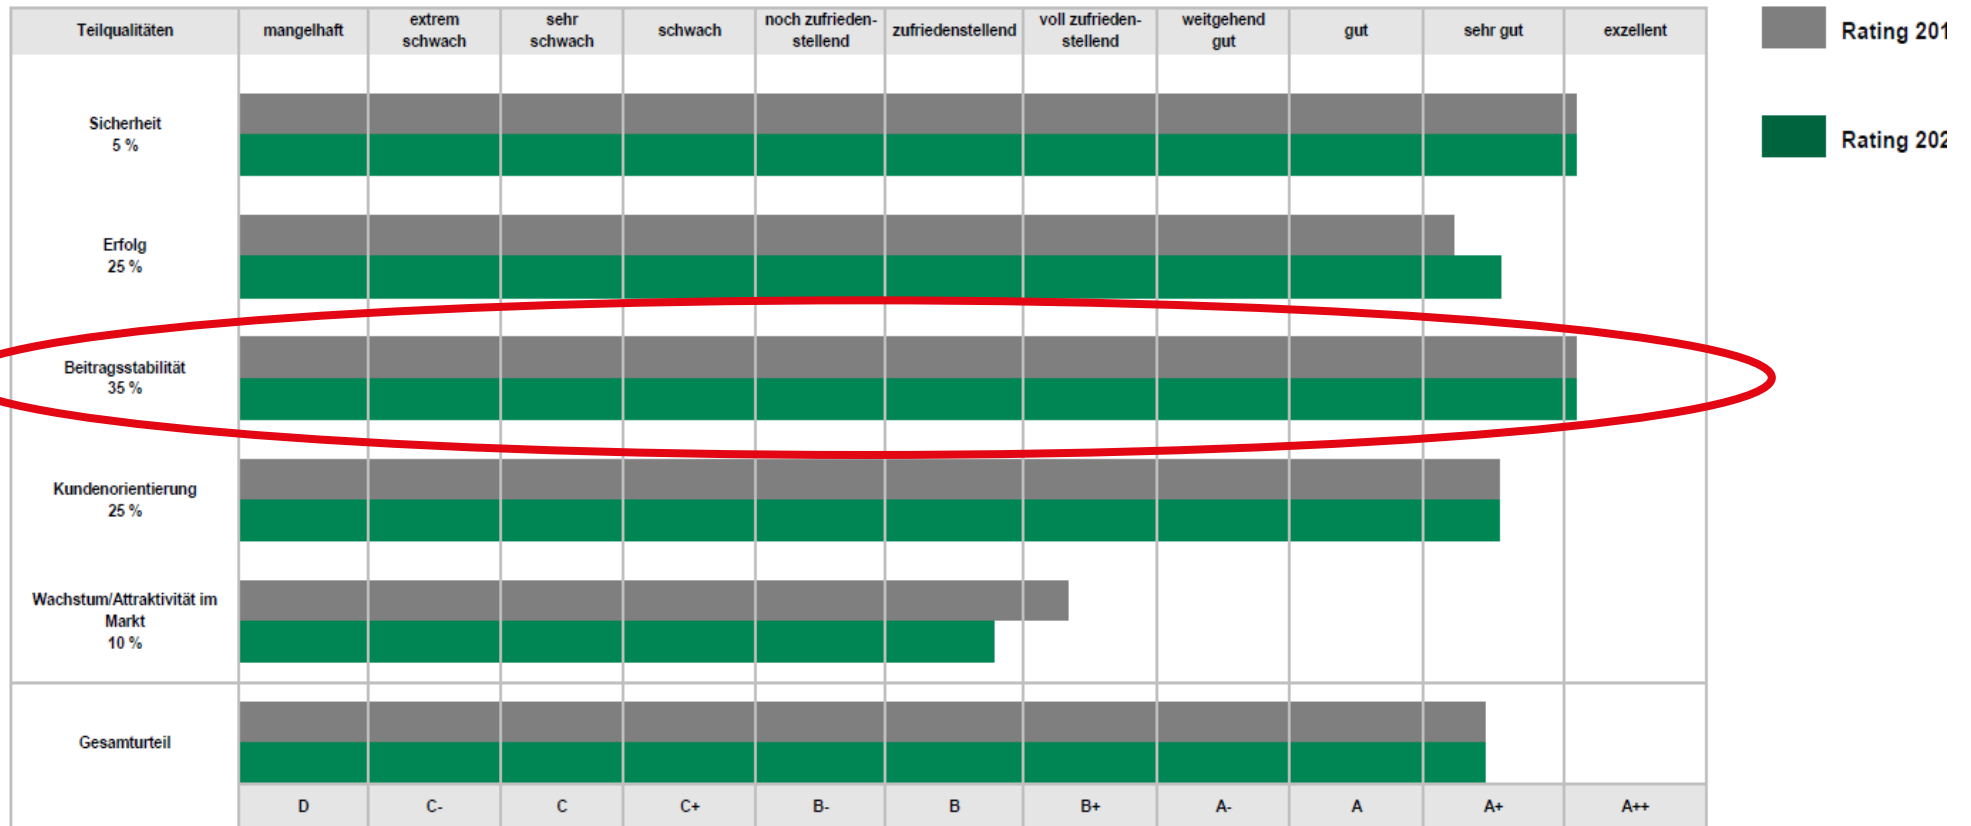 Teilqualitäten
mangelhaft
extrem
schwach
sehr
schwach
schwach
noch zufrieden-
stellend
zufriedenstellend
voll zufrieden-
stellend
weitgehend
gut
gut
sehr gut
exzellent
Rating 201
Rating 202
Sicherheit
5 %
Erfolg
25 %
Beitragsstabilität
35 %
Kundenorientierung
25 %
Wachstum/Attraktivität im
Markt
10 %
Gesamturteil
D
C-
C
C+
B-
B
B+
A-
A
A+
A++